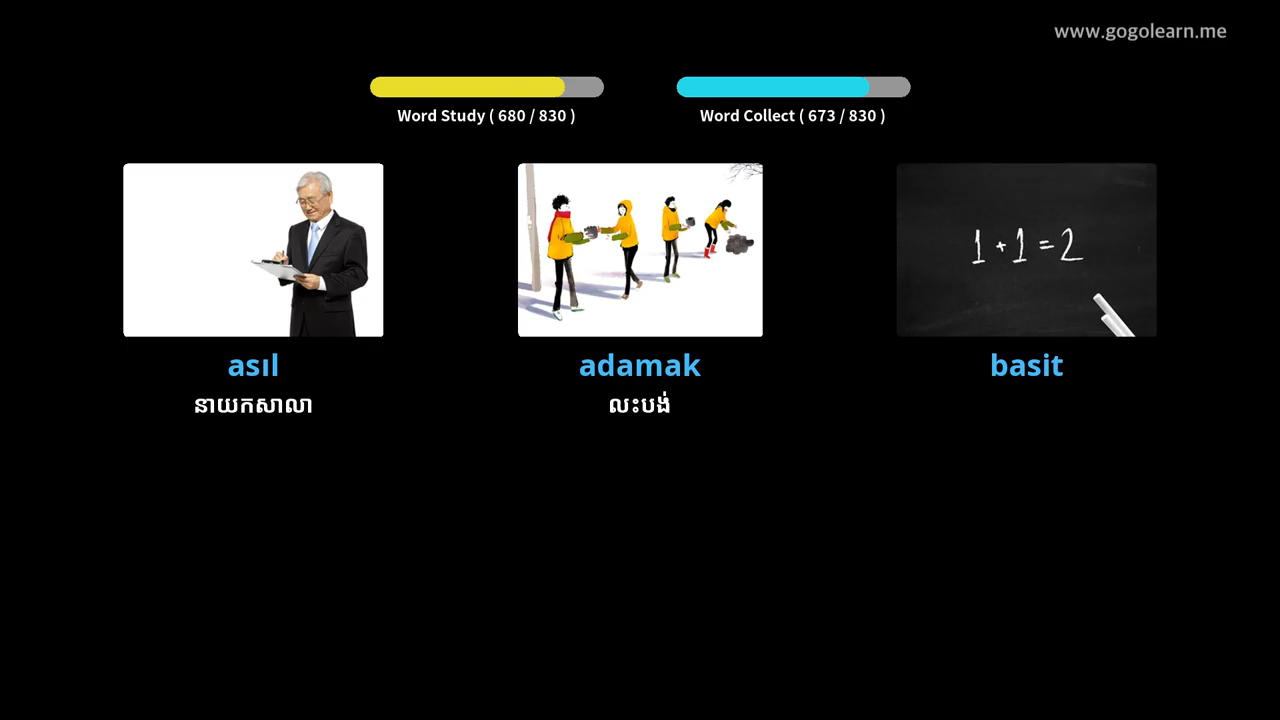 www.gogolearn.me
Word Study ( 680 / 830 )
Word Collect ( 673 / 830 )
1 + 1 = 2
asıl
adamak
basit
នាយកសាលា
លះបង់